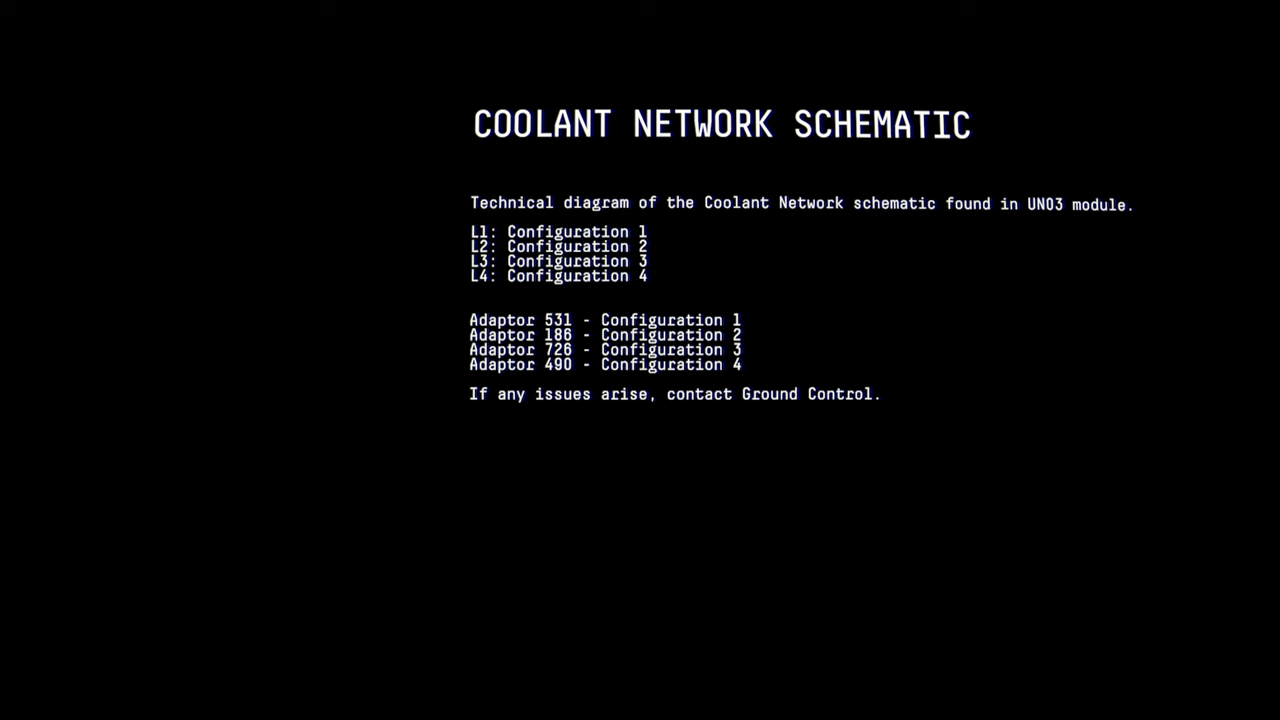 COOLANT NETWORK SCHEMATIC
Technical diagram of the Coolant Network schematic found in UNO3 module.
L1: Configuration 1
L2: Configuration 2
L3: Configuration 3
L4: Configuration 4
Adaptor 531 - Configuration 1
Adaptor 186 - Configuration 2
Adaptor 726 - Configuration 3
Adaptor 490 - Configuration 4
If any issues arise, contact Ground Control.